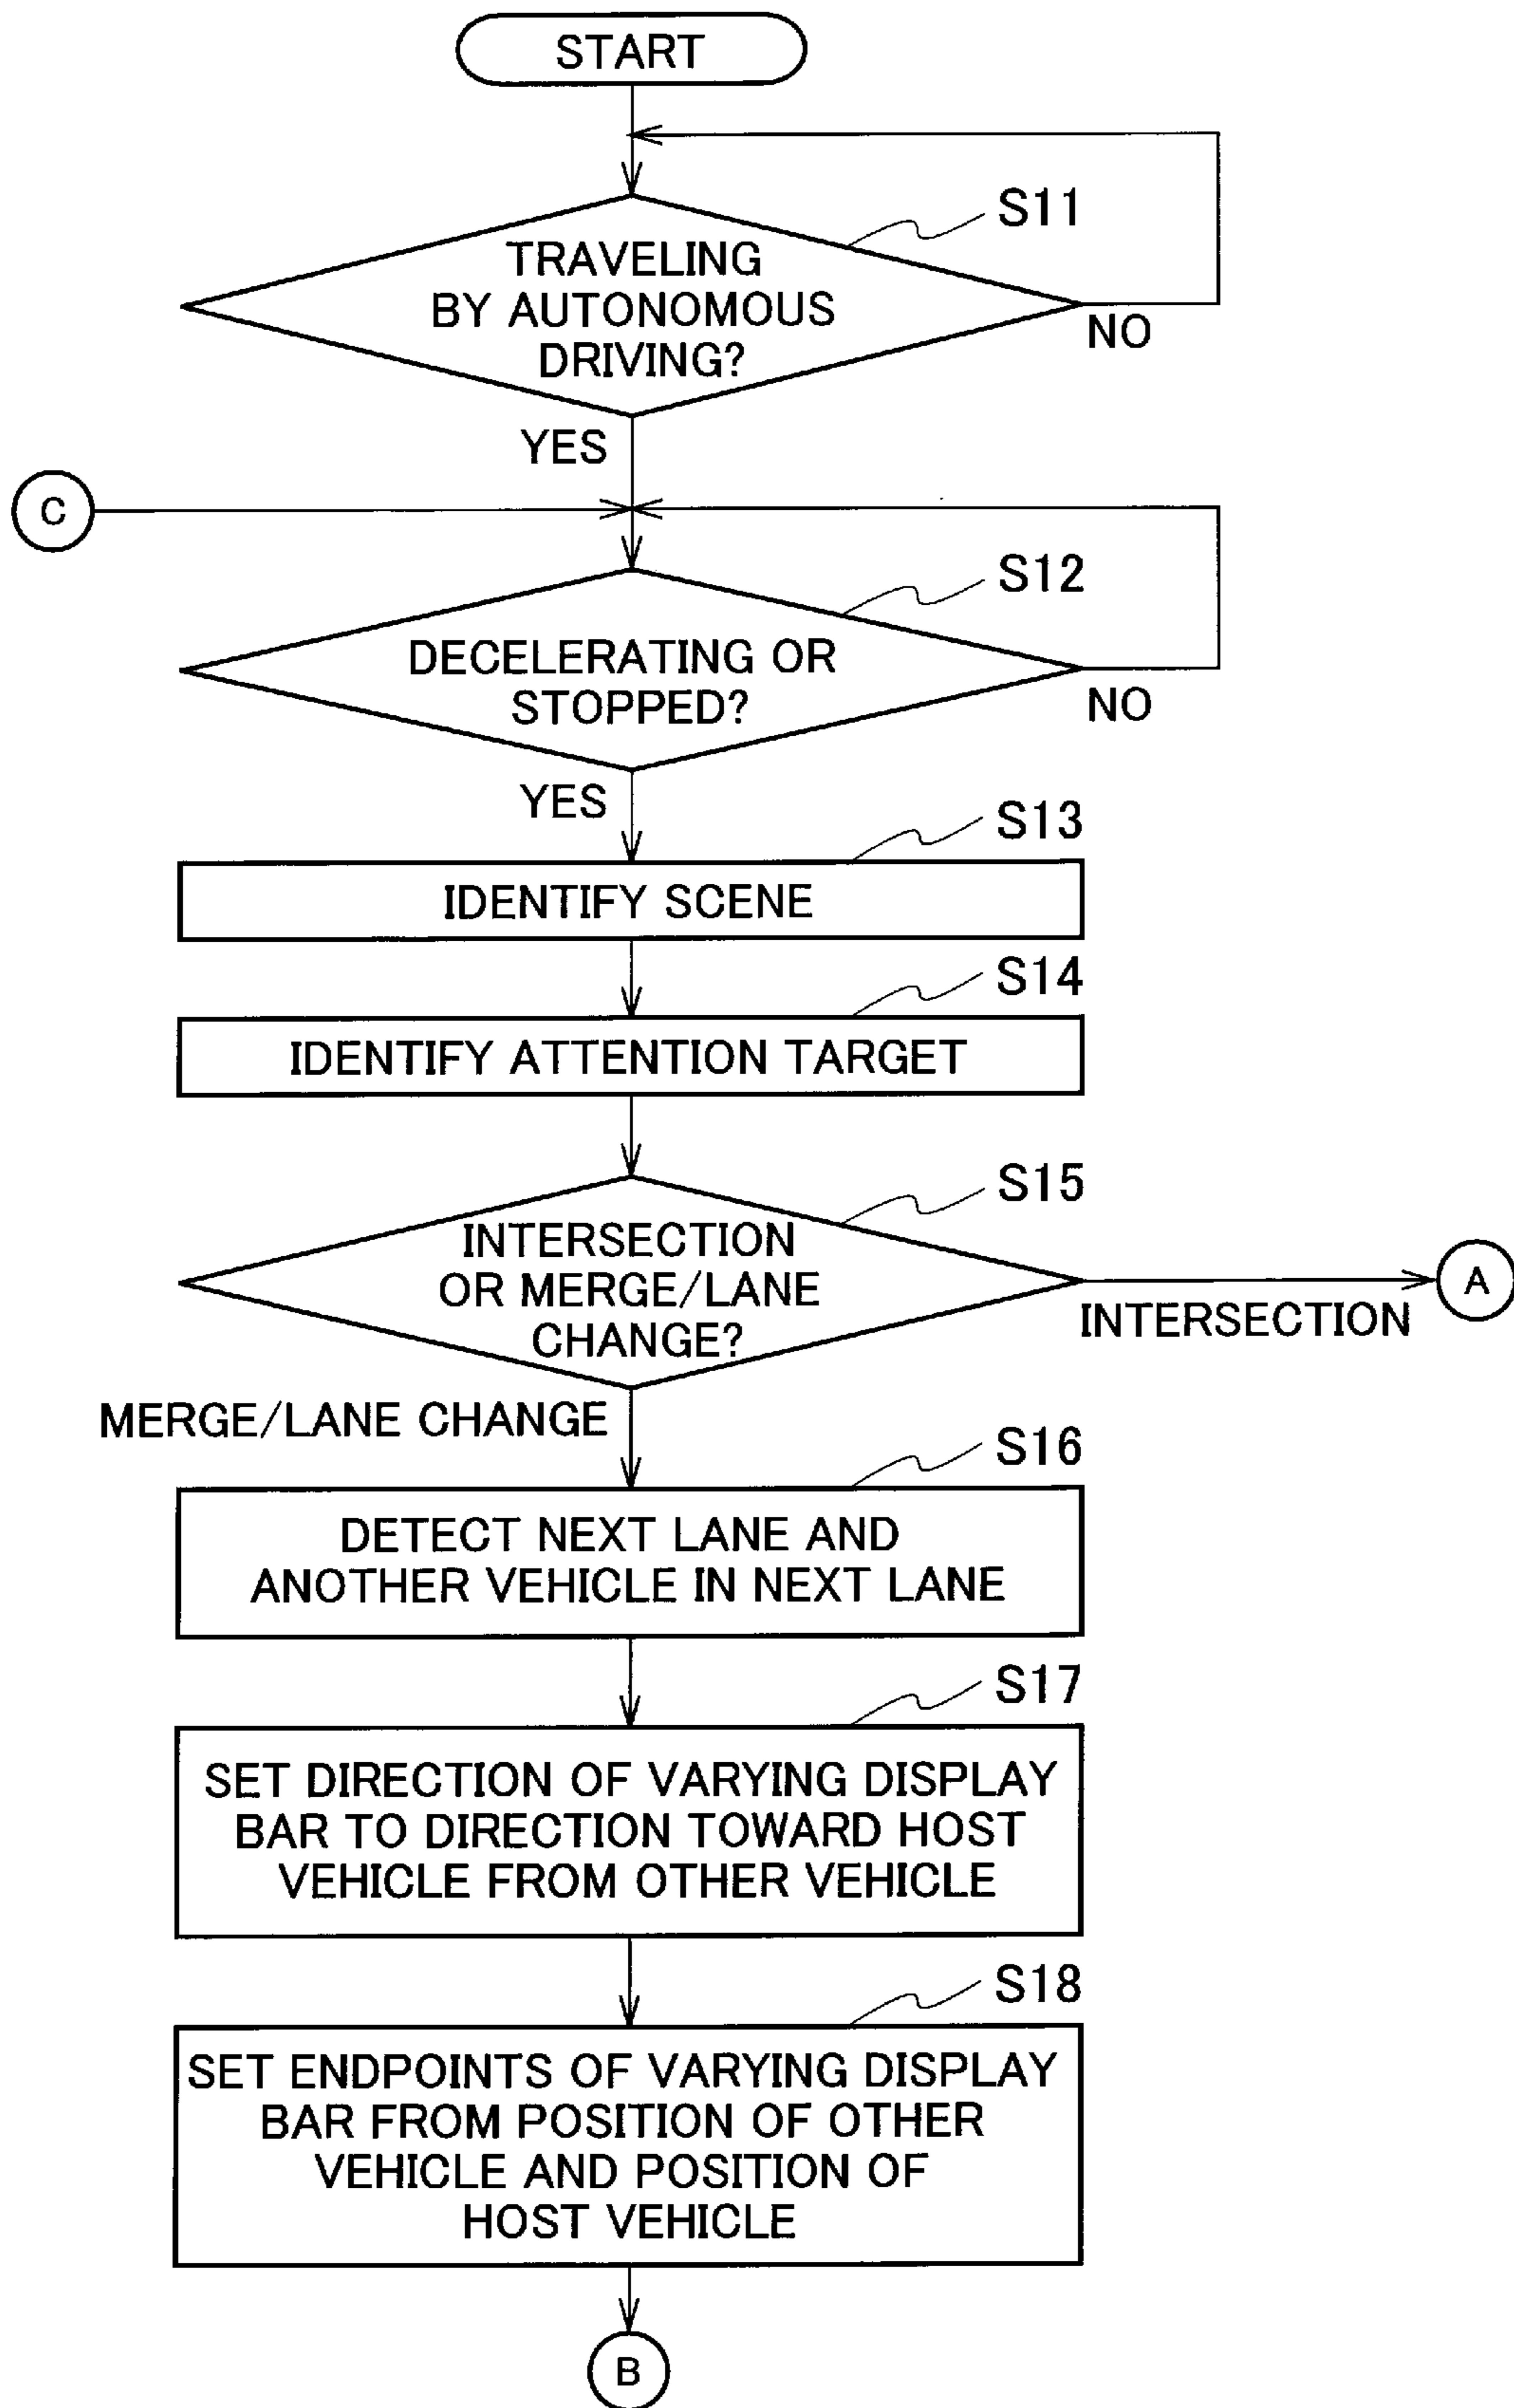 START
S11
TRAVELING
BY AUTONOMOUS
DRIVING?
NO
YES
C
S12
DECELERATING OR
STOPPED?
NO
YES
S13
IDENTIFY SCENE
S14
IDENTIFY ATTENTION TARGET
S15
INTERSECTION
OR MERGE/LANE
CHANGE?
A
INTERSECTION
MERGE/LANE CHANGE
S16
DETECT NEXT LANE AND
ANOTHER VEHICLE IN NEXT LANE
S17
SET DIRECTION OF VARYING DISPLAY
BAR TO DIRECTION TOWARD HOST
VEHICLE FROM OTHER VEHICLE
S18
SET ENDPOINTS OF VARYING DISPLAY
BAR FROM POSITION OF OTHER
VEHICLE AND POSITION OF
HOST VEHICLE
B